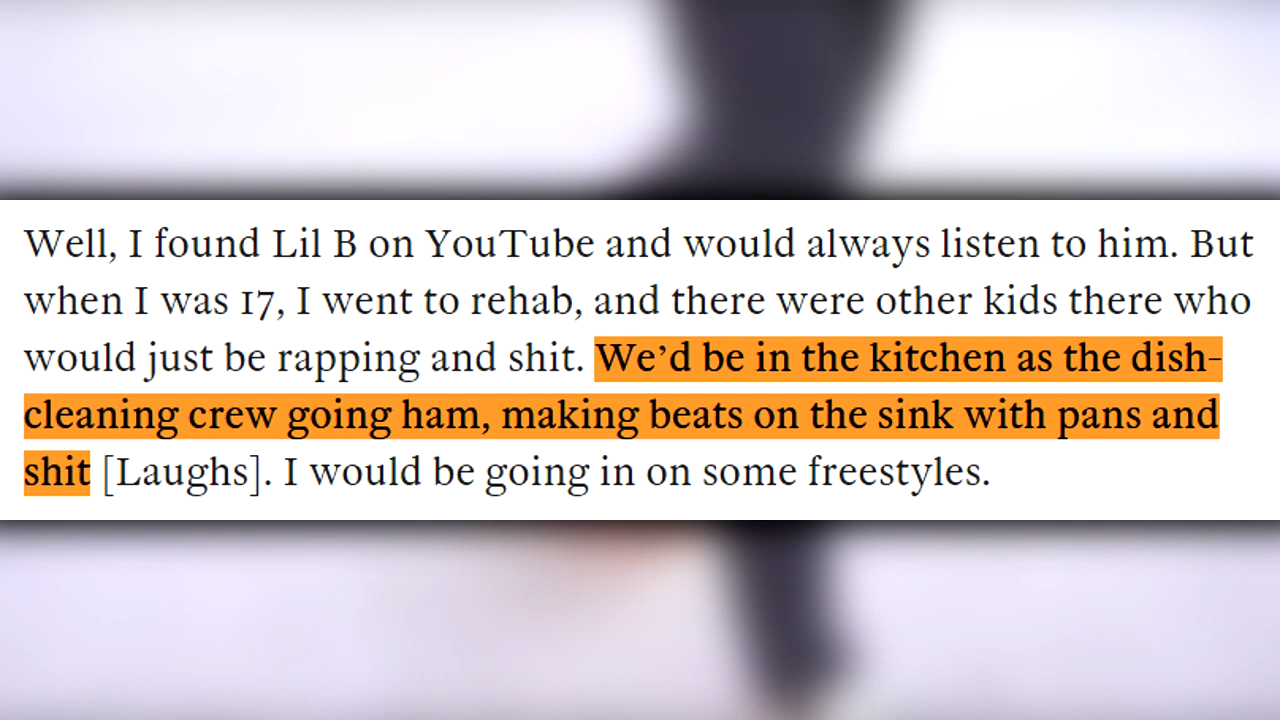 Well, I found Lil B on YouTube and would always listen to him. But
when I was 17, I went to rehab, and there were other kids there who
would just be rapping and shit. We’d be in the kitchen as the dish-
cleaning crew going ham, making beats on the sink with pans and
shit [Laughs]. I would be going in on some freestyles.